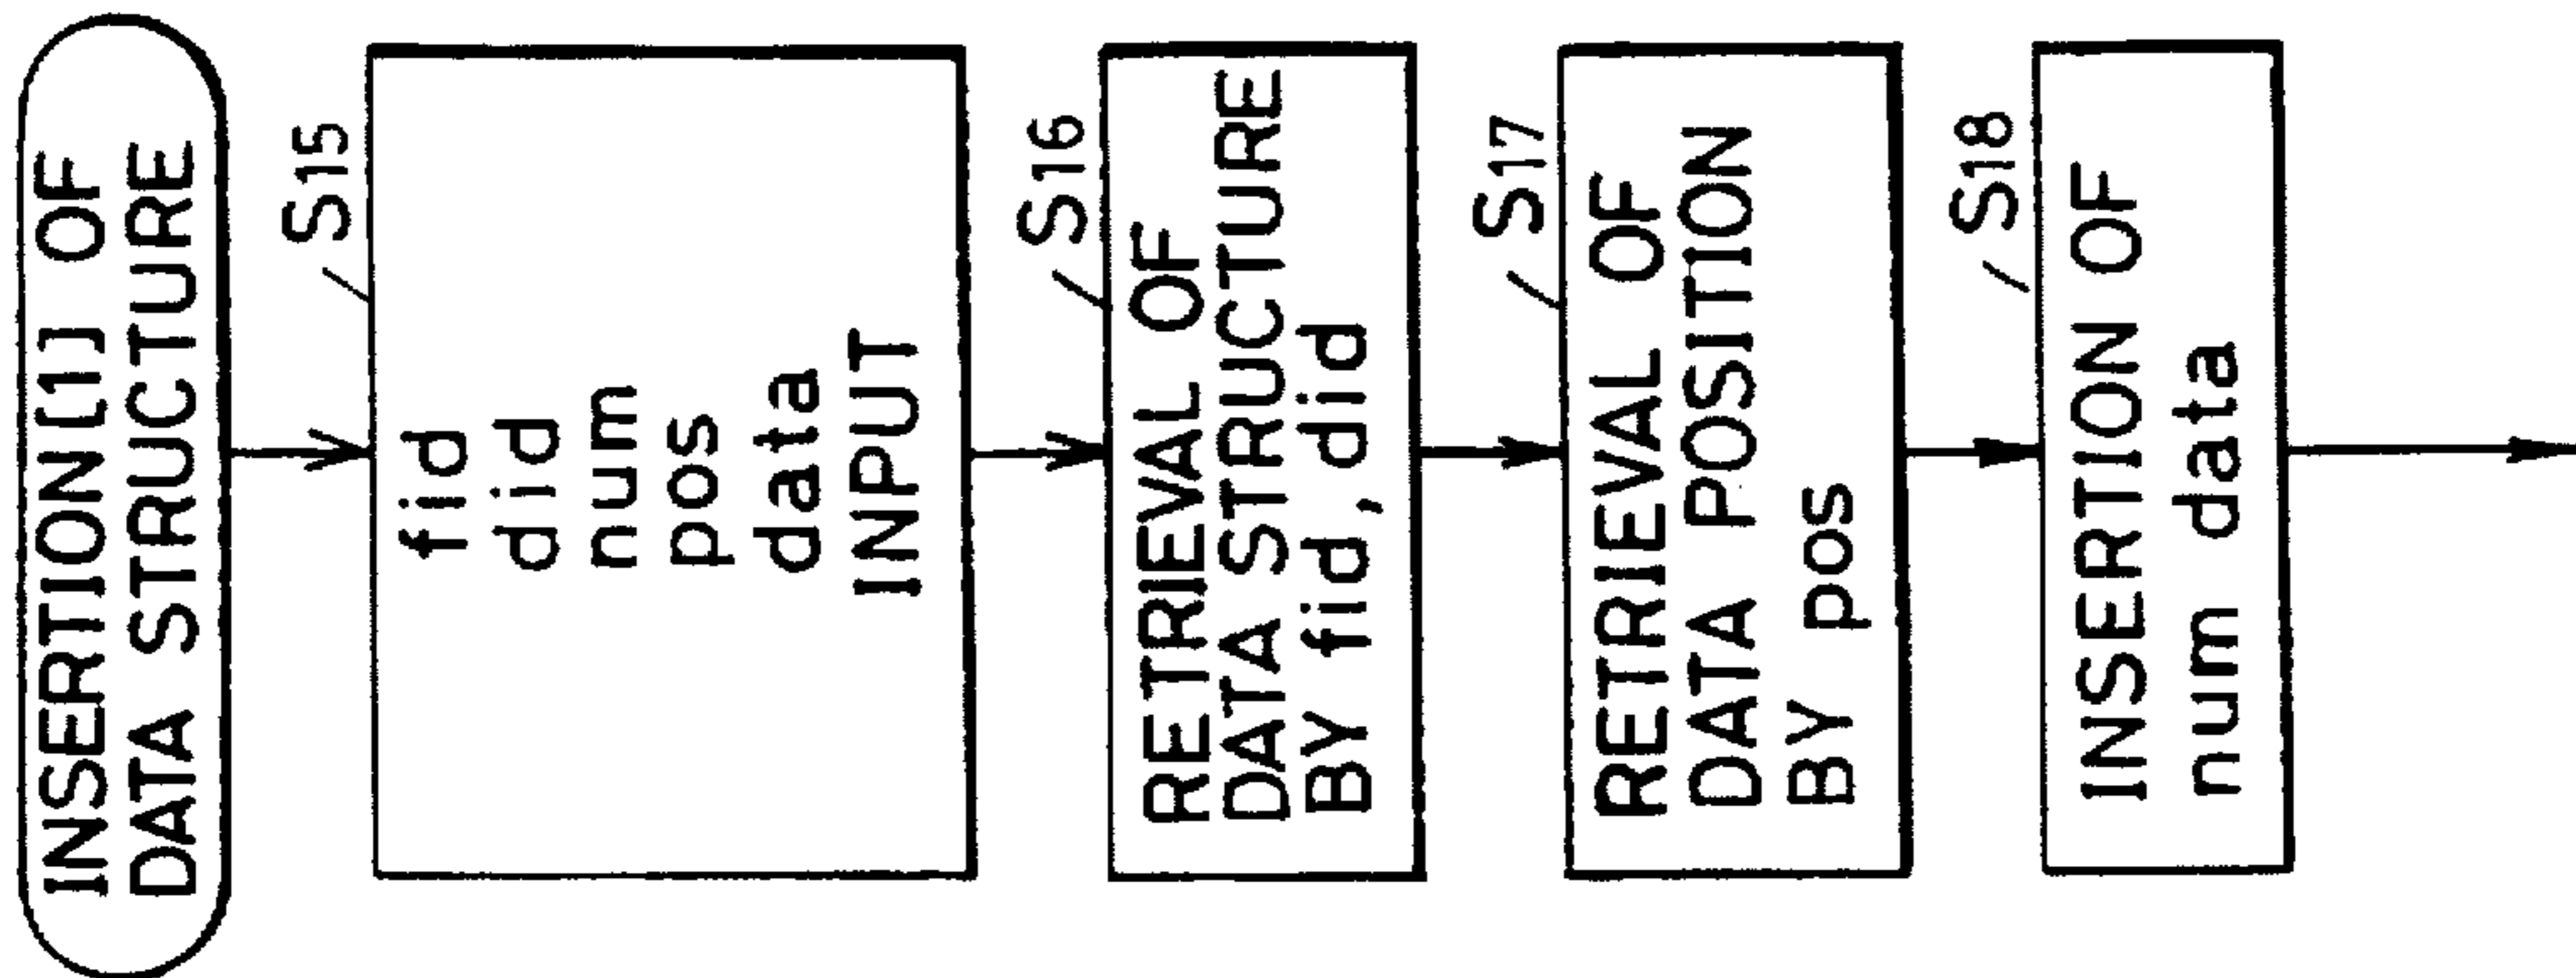 INSERTION[1] OF
DATA STRUCTURE
S15
fid
did
num
pos
data
INPUT
S16
RETRIEVAL OF
DATA STRUCTURE
BY fid, did
S17
RETRIEVAL OF
DATA POSITION
BY pos
S18
INSERTION OF
num data